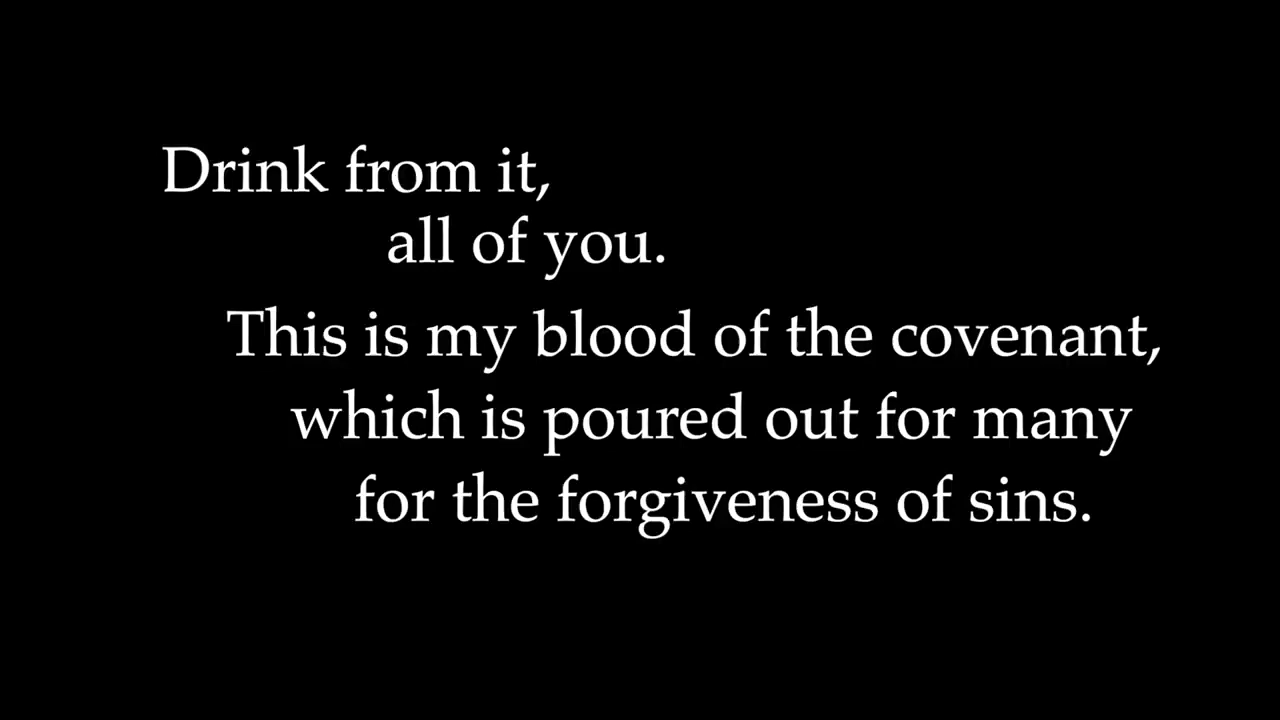 Drink from it,
all of you.
This is my blood of the covenant,
which is poured out for many
for the forgiveness of sins.